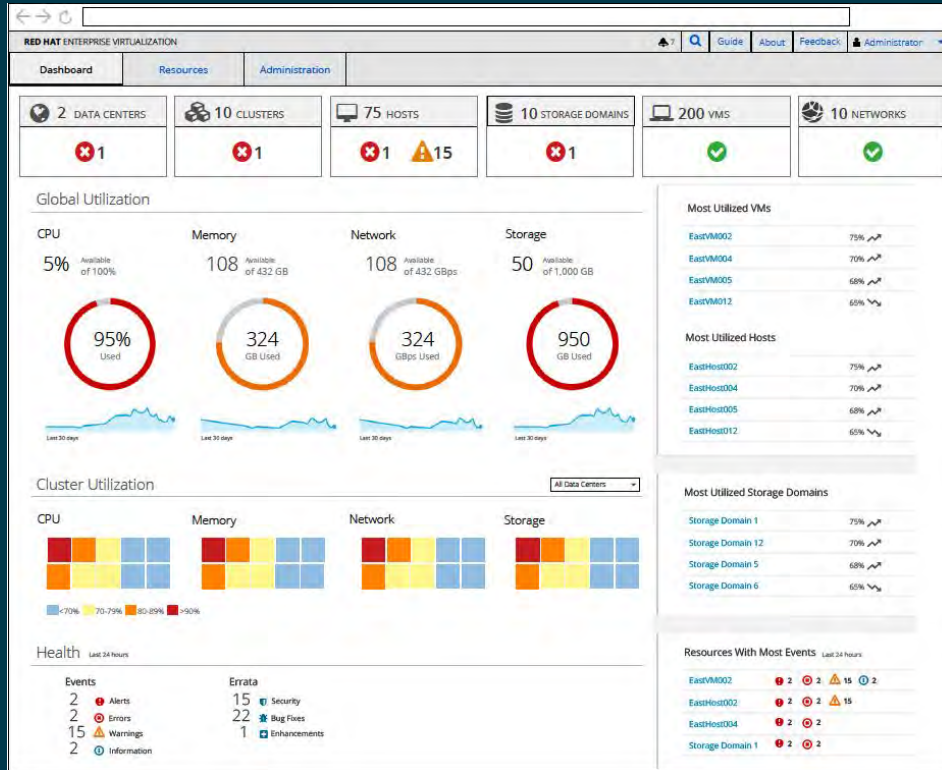 RED HAT ENTERPRISE VIRTUALIZATION
7
Guide
About
Feedback
Administrator
Dashboard
Resources
Administration
2 DATA CENTERS
1
10 CLUSTERS
1
75 HOSTS
1 15
10 STORAGE DOMAINS
1
200 VMS
10 NETWORKS
Global Utilization
CPU
5% Available of 100%
95%
Used
Last 30 days
Memory
108 Available of 432 GB
324
GB Used
Last 30 days
Network
108 Available of 432 GBps
324
GBps Used
Last 30 days
Storage
50 Available of 1,000 GB
950
GB Used
Last 30 days
Most Utilized VMs
EastVM002 75%
EastVM004 70%
EastVM005 68%
EastVM012 65%
Most Utilized Hosts
EastHost002 75%
EastHost004 70%
EastHost005 68%
EastHost012 65%
Cluster Utilization
All Data Centers
CPU
Memory
Network
Storage
<70% 70-79% 80-89% >90%
Most Utilized Storage Domains
Storage Domain 1 75%
Storage Domain 12 70%
Storage Domain 5 68%
Storage Domain 6 65%
Health Last 24 hours
Events
2 Alerts
2 Errors
15 Warnings
2 Information
Errata
15 Security
22 Bug Fixes
1 Enhancements
Resources With Most Events Last 24 hours
EastVM002 2 2 15 2
EastHost002 2 2 15
EastHost004 2 2
Storage Domain 1 2 2